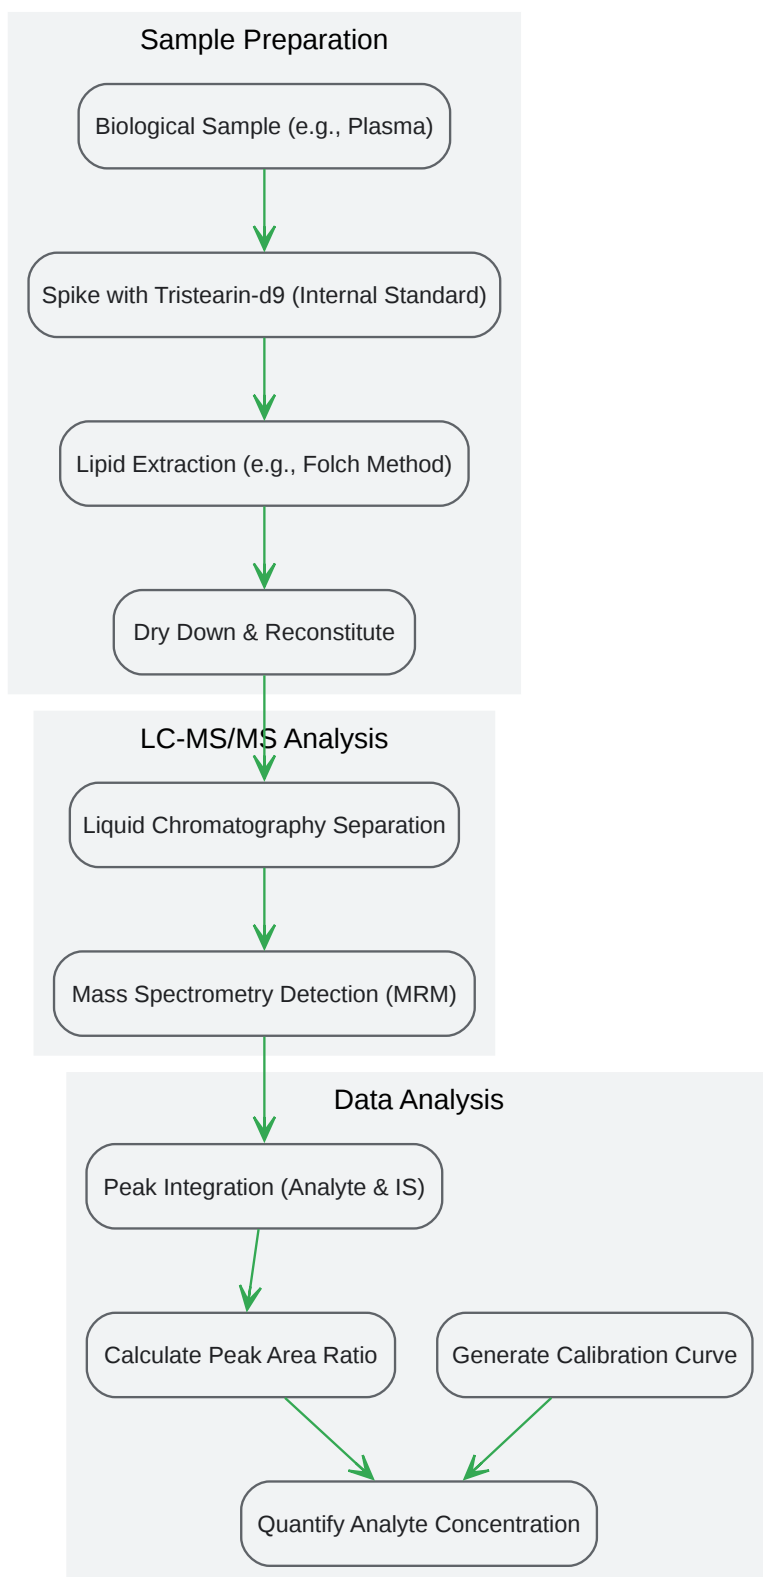 Sample Preparation
Biological Sample (e.g., Plasma)
Spike with Tristearin-d9 (Internal Standard)
Lipid Extraction (e.g., Folch Method)
Dry Down & Reconstitute
LC-MS/MS Analysis
Liquid Chromatography Separation
Mass Spectrometry Detection (MRM)
Data Analysis
Peak Integration (Analyte & IS)
Calculate Peak Area Ratio
Generate Calibration Curve
Quantify Analyte Concentration